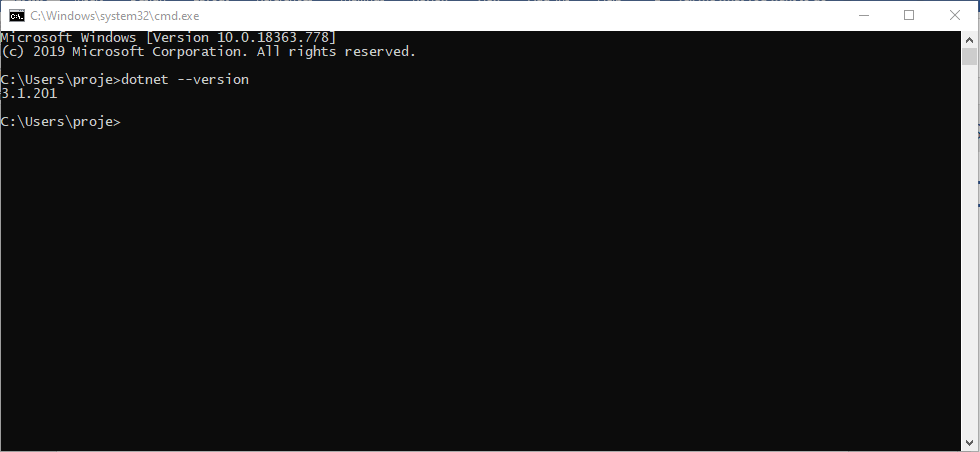 C:\Windows\system32\cmd.exe
Microsoft Windows [Version 10.0.18363.778]
(c) 2019 Microsoft Corporation. All rights reserved.
C:\Users\proje>dotnet --version
3.1.201
C:\Users\proje>